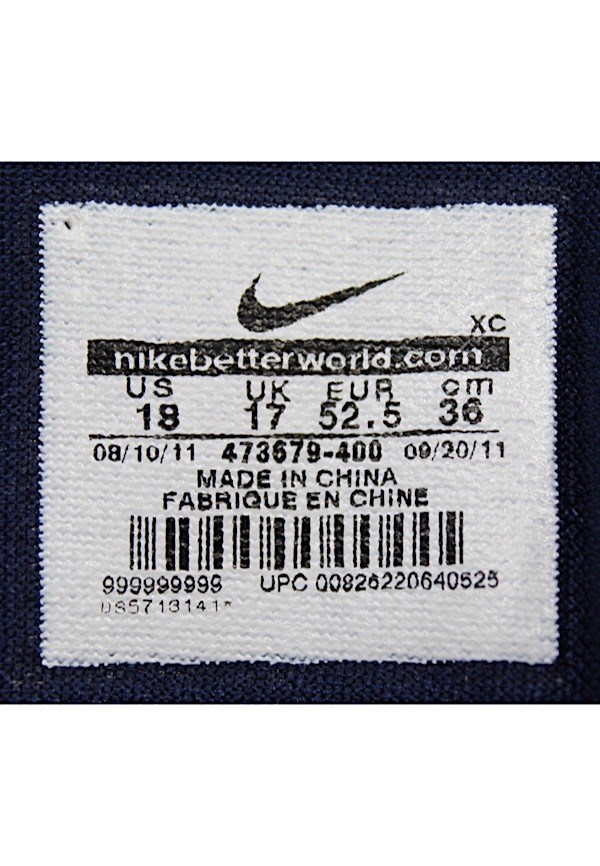 XC
nikebetterworld.com
US UK EUR cm
18 17 52.5 36
08/10/11 473679-400 09/20/11
MADE IN CHINA
FABRIQUE EN CHINE
999999999 UPC 00826220640525
US5713141*